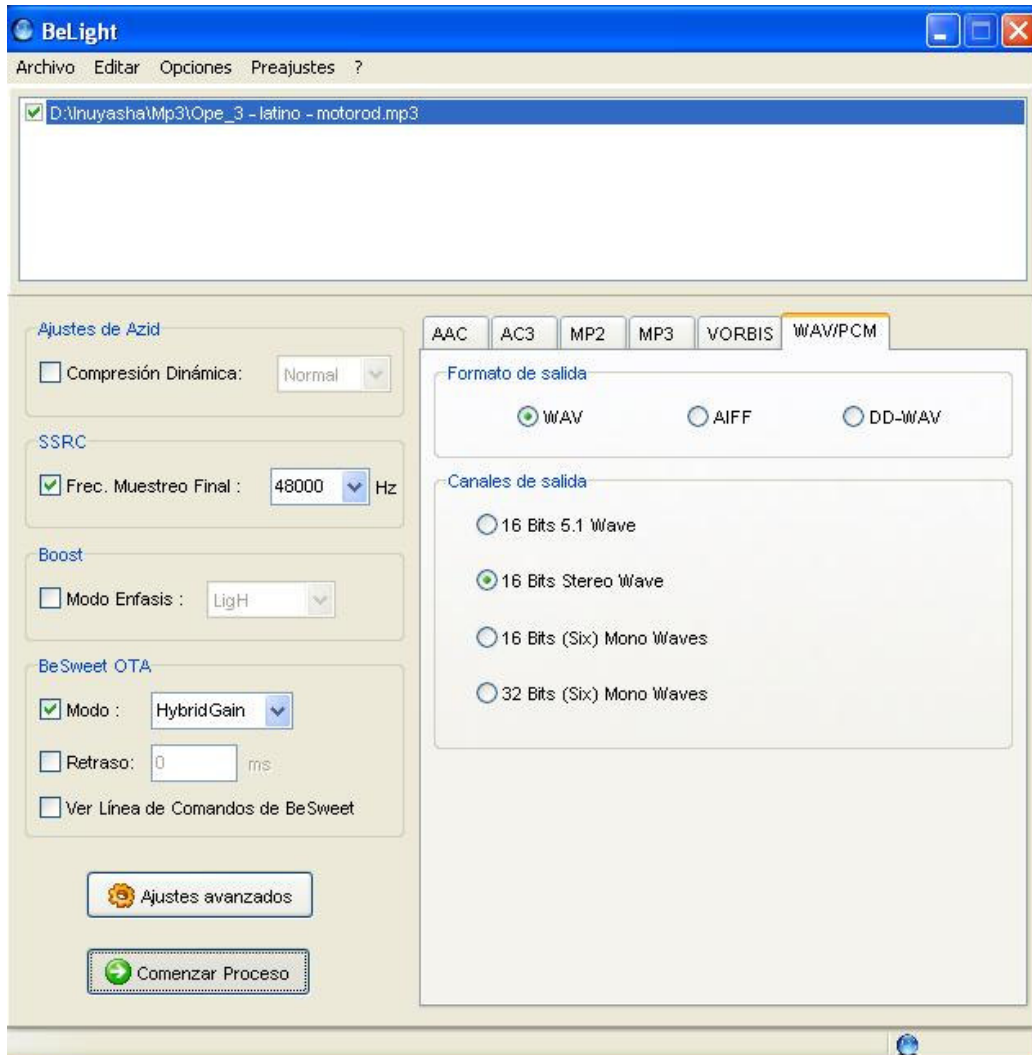 BeLight
Archivo Editar Opciones Preajustes ?
D:\Inuyasha\Mp3\Ope_3 - latino - motorod.mp3
Ajustes de Azid
Compresión Dinámica: Normal
SSRC
Frec. Muestreo Final : 48000 Hz
Boost
Modo Enfasis : LigH
BeSweet OTA
Modo : HybridGain
Retraso: 0 ms
Ver Línea de Comandos de BeSweet
Ajustes avanzados
Comenzar Proceso
AAC AC3 MP2 MP3 VORBIS WAV/PCM
Formato de salida
WAV AIFF DD-WAV
Canales de salida
16 Bits 5.1 Wave
16 Bits Stereo Wave
16 Bits (Six) Mono Waves
32 Bits (Six) Mono Waves